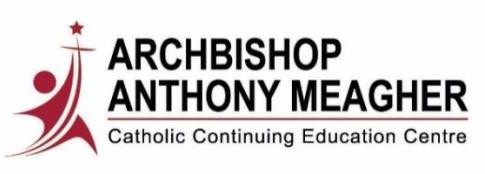 ARCHBISHOP
ANTHONY MEAGHER
Catholic Continuing Education Centre